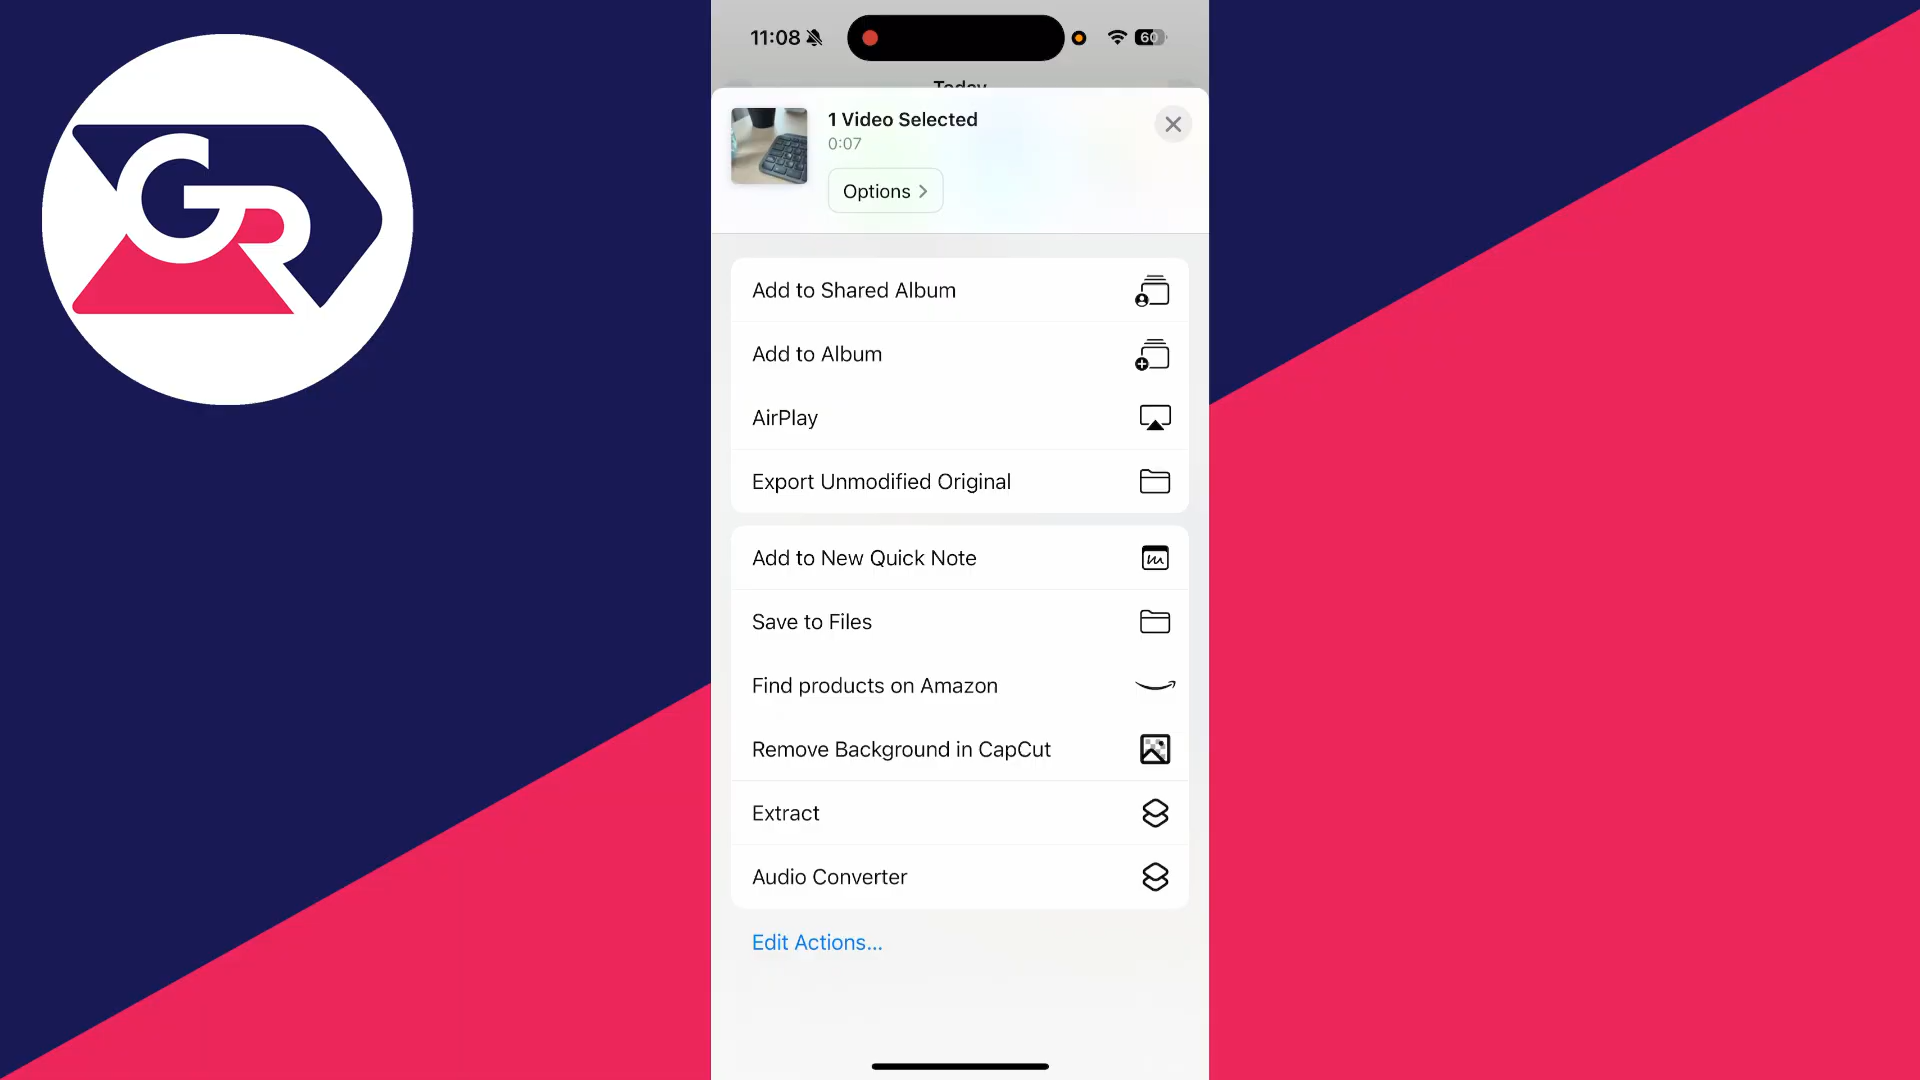 GR
11:08
60
Today
1 Video Selected
0:07
Options
Add to Shared Album
Add to Album
AirPlay
Export Unmodified Original
Add to New Quick Note
Save to Files
Find products on Amazon
Remove Background in CapCut
Extract
Audio Converter
Edit Actions...